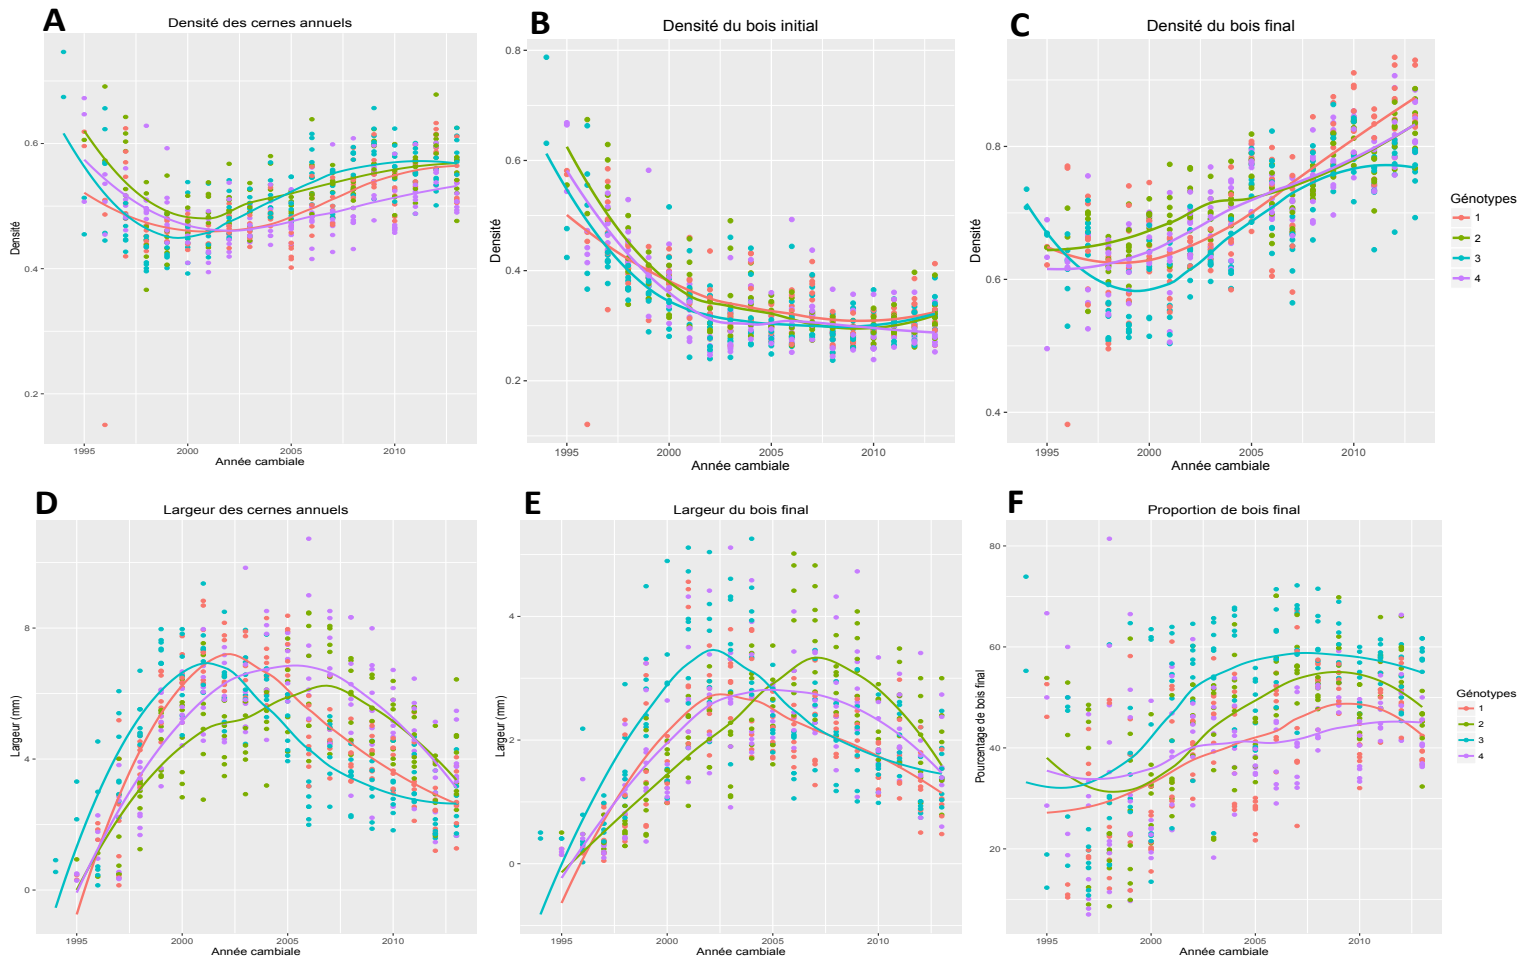 A
Densité des cernes annuels
Densité
0.6
0.4
0.2
1995 2000 2005 2010
Année cambiale
B
Densité du bois initial
Densité
0.8
0.6
0.4
0.2
1995 2000 2005 2010
Année cambiale
C
Densité du bois final
Densité
0.8
0.6
0.4
1995 2000 2005 2010
Année cambiale
Génotypes
1
2
3
4
D
Largeur des cernes annuels
Largeur (mm)
8
4
0
1995 2000 2005 2010
Année cambiale
E
Largeur du bois final
Largeur (mm)
4
2
0
1995 2000 2005 2010
Année cambiale
F
Proportion de bois final
Pourcentage de bois final
80
60
40
20
1995 2000 2005 2010
Année cambiale
Génotypes
1
2
3
4